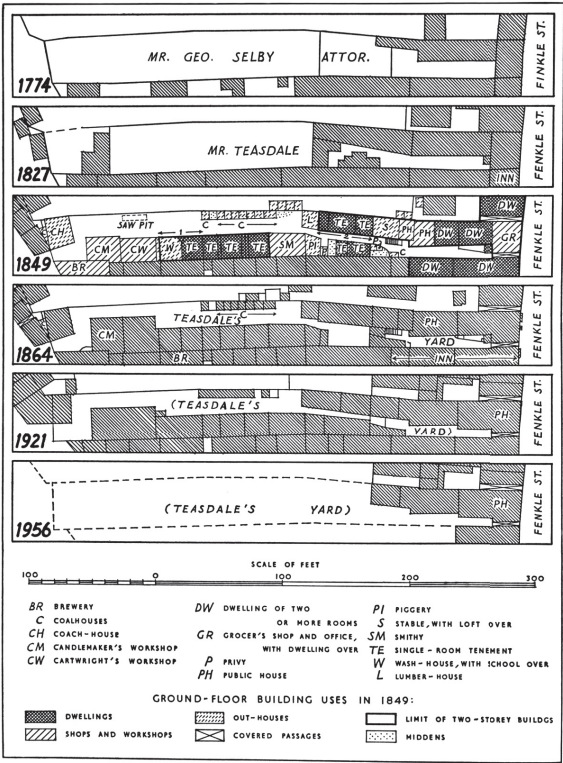 MR. GEO. SELBY ATTOR.
1774
FINKLE ST.
MR. TEASDALE
1827
INN
FENKLE ST.
CH
SAW PIT
C
C
L
TE
TE
S
PH
PH
DW
DW
DW
GR
CM
CW
W
TE
TE
TE
TE
SM
PI
TE
TE
P
C
BR
DW
DW
1849
FENKLE ST.
C
TEASDALE'S
CM
PH
YARD
BR
INN
1864
FENKLE ST.
(TEASDALE'S
YARD)
PH
1921
FENKLE ST.
(TEASDALE'S YARD)
PH
1956
FENKLE ST.
SCALE OF FEET
100 0 100 200 300
BR BREWERY
C COALHOUSES
CH COACH-HOUSE
CM CANDLEMAKER'S WORKSHOP
CW CARTWRIGHT'S WORKSHOP
DW DWELLING OF TWO
OR MORE ROOMS
GR GROCER'S SHOP AND OFFICE,
WITH DWELLING OVER
P PRIVY
PH PUBLIC HOUSE
PI PIGGERY
S STABLE, WITH LOFT OVER
SM SMITHY
TE SINGLE-ROOM TENEMENT
W WASH-HOUSE, WITH SCHOOL OVER
L LUMBER-HOUSE
GROUND-FLOOR BUILDING USES IN 1849:
DWELLINGS
SHOPS AND WORKSHOPS
OUT-HOUSES
COVERED PASSAGES
LIMIT OF TWO-STOREY BUILDGS
MIDDENS